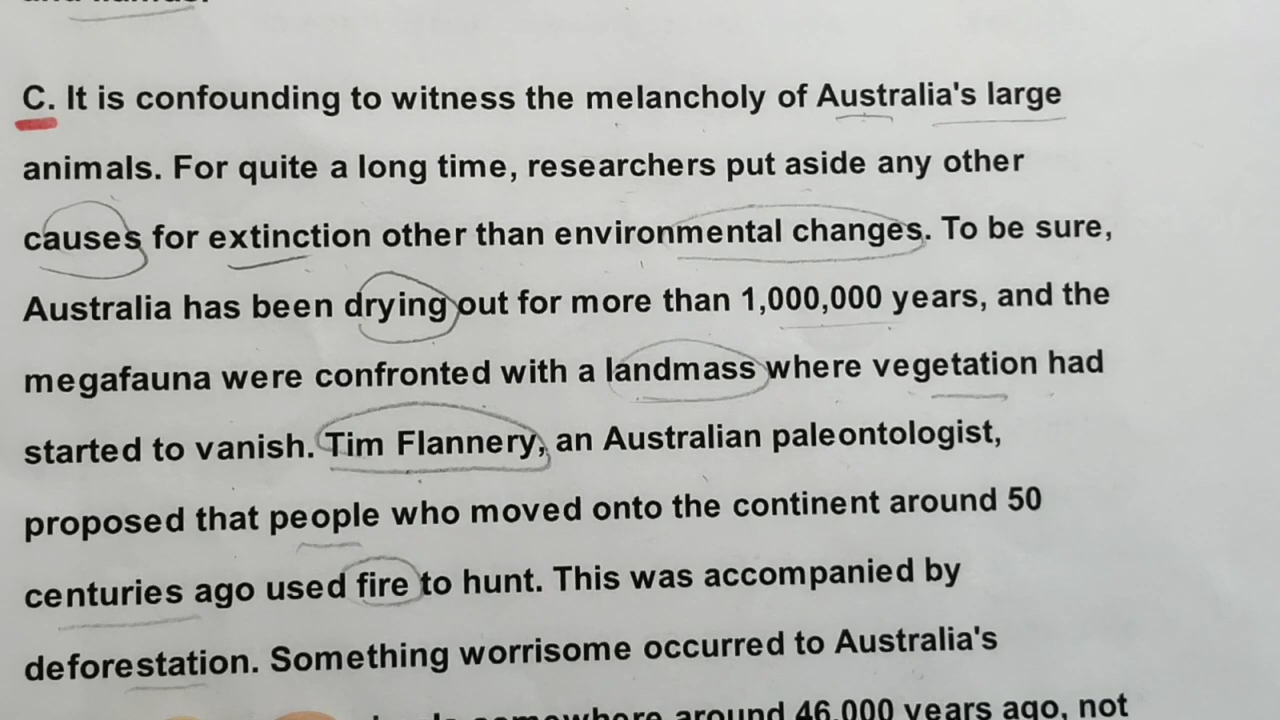 C. It is confounding to witness the melancholy of Australia's large
animals. For quite a long time, researchers put aside any other
causes for extinction other than environmental changes. To be sure,
Australia has been drying out for more than 1,000,000 years, and the
megafauna were confronted with a landmass where vegetation had
started to vanish. Tim Flannery, an Australian paleontologist,
proposed that people who moved onto the continent around 50
centuries ago used fire to hunt. This was accompanied by
deforestation. Something worrisome occurred to Australia's
somewhere around 46,000 years ago, not